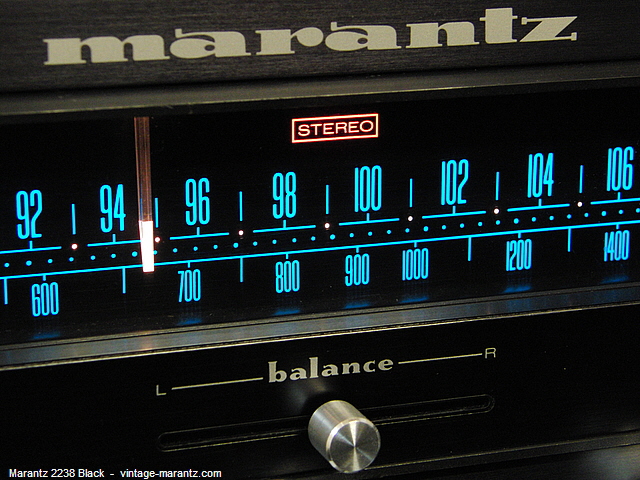 marantz
STEREO
92 94 96 98 100 102 104 106
600 700 800 900 1000 1200 1400
L balance R
Marantz 2238 Black - vintage-marantz.com